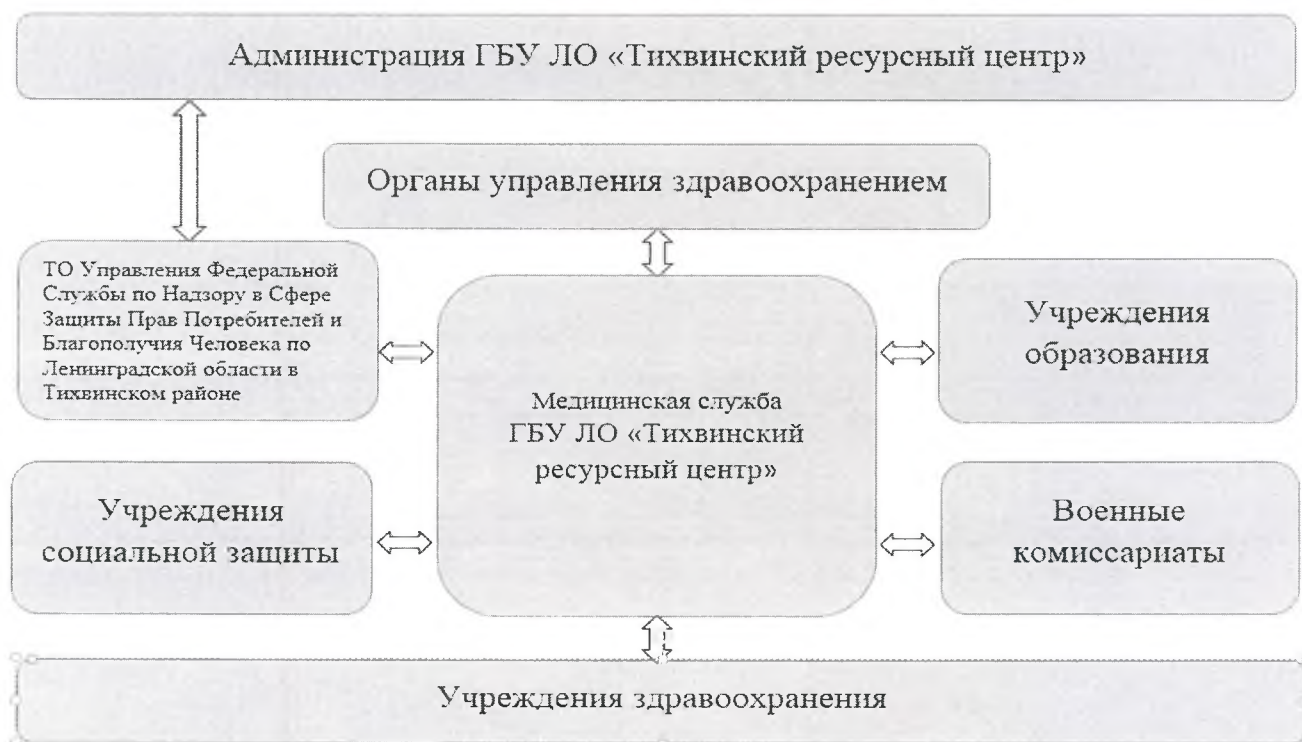 Администрация ГБУ ЛО «Тихвинский ресурсный центр»
Органы управления здравоохранением
ТО Управления Федеральной
Службы по Надзору в Сфере
Защиты Прав Потребителей и
Благополучия Человека по
Ленинградской области в
Тихвинском районе
Медицинская служба
ГБУ ЛО «Тихвинский
ресурсный центр»
Учреждения
образования
Учреждения
социальной защиты
Военные
комиссариаты
Учреждения здравоохранения